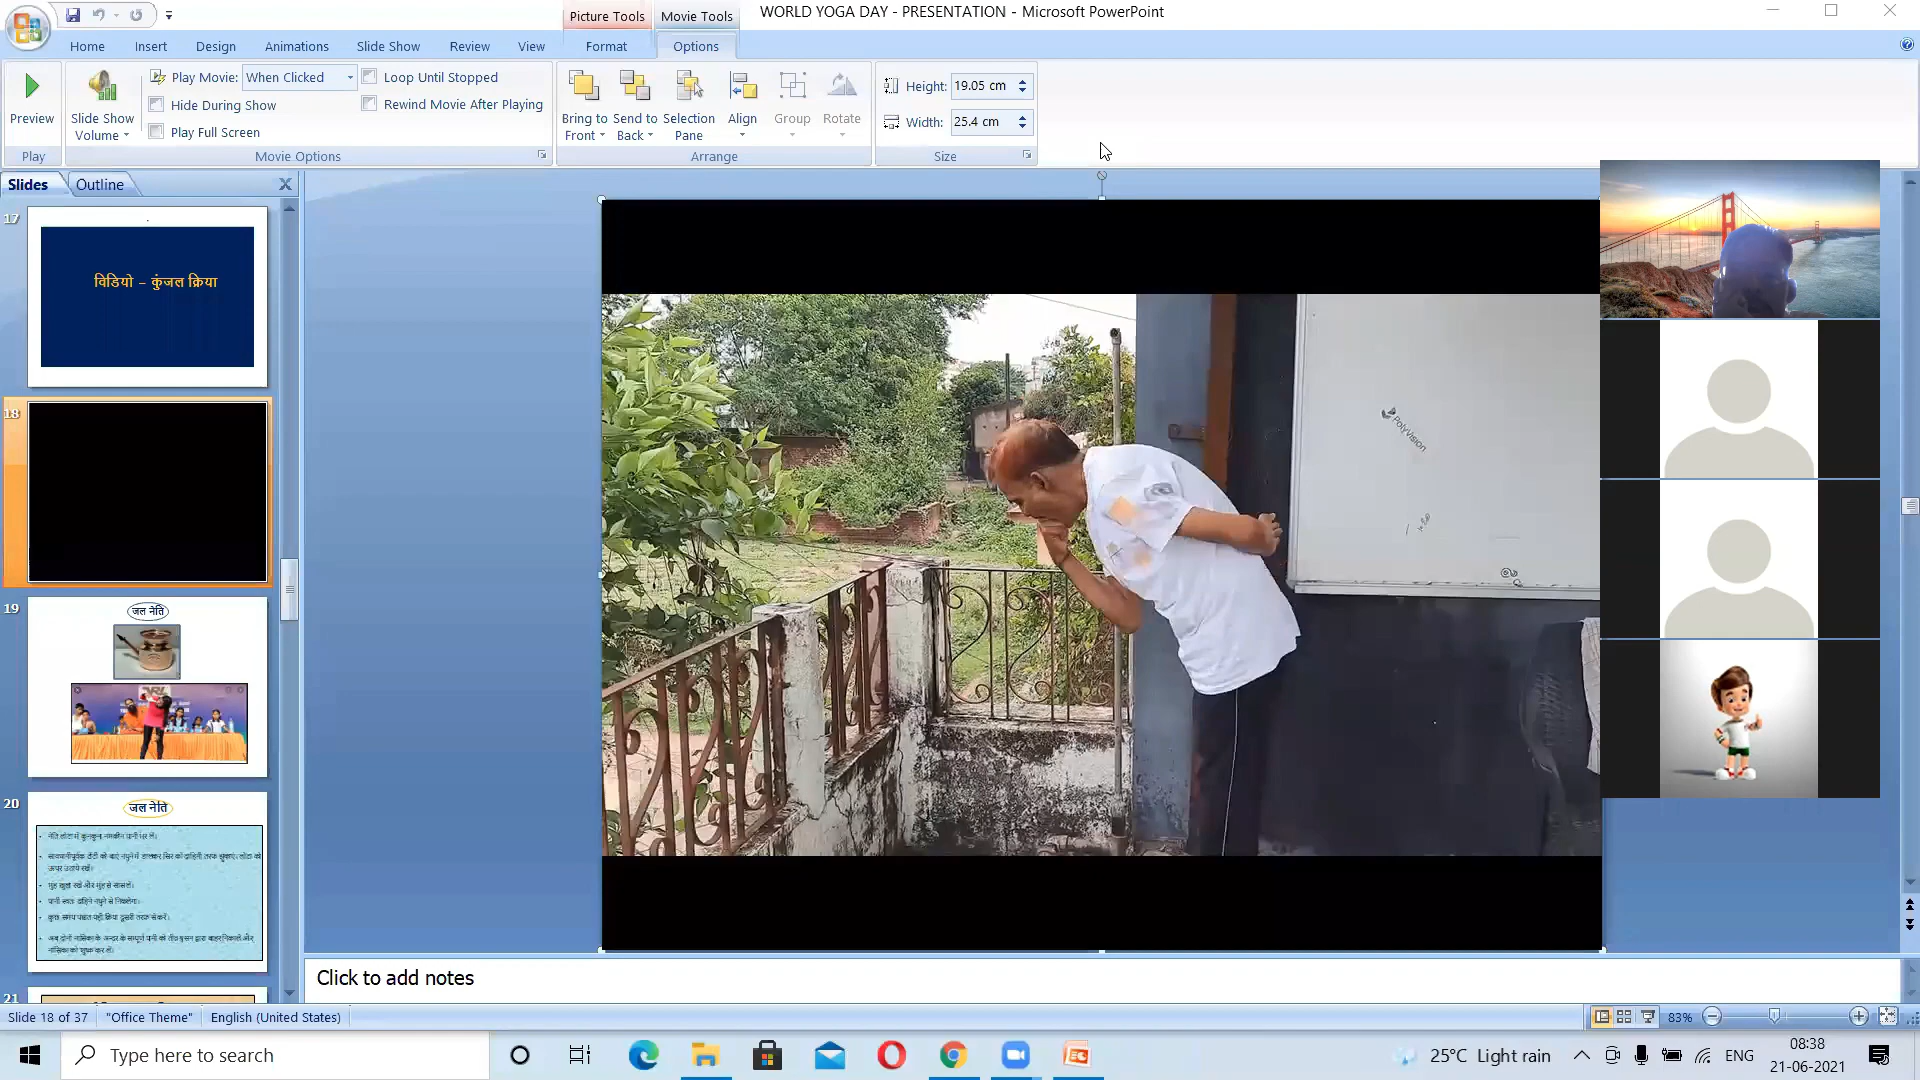 WORLD YOGA DAY - PRESENTATION - Microsoft PowerPoint
Picture Tools
Movie Tools
Home
Insert
Design
Animations
Slide Show
Review
View
Format
Options
Preview
Play
Slide Show
Volume
Play Movie:
When Clicked
Hide During Show
Play Full Screen
Loop Until Stopped
Rewind Movie After Playing
Movie Options
Bring to
Front
Send to
Back
Selection
Pane
Align
Group
Rotate
Arrange
Height:
19.05 cm
Width:
25.4 cm
Size
Slides
Outline
17
विडियो – कुंजल क्रिया
18
19
जल नेति
20
जल नेति
21
PolyVision
Click to add notes
Slide 18 of 37
"Office Theme"
English (United States)
83%
Type here to search
25°C Light rain
ENG
08:38
21-06-2021